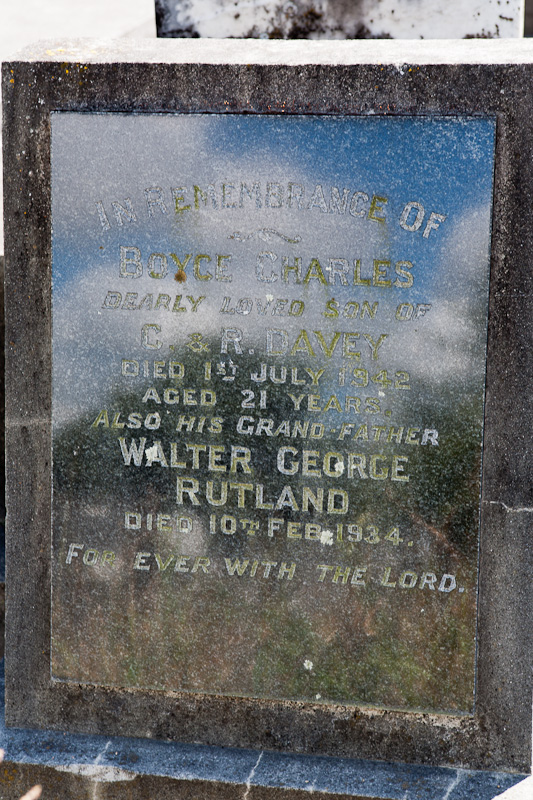 IN REMEMBRANCE OF
BOYCE CHARLES
DEARLY LOVED SON OF
C. & R. DAVEY
DIED 1ST JULY 1942
AGED 21 YEARS.
ALSO HIS GRAND-FATHER
WALTER GEORGE
RUTLAND
DIED 10TH FEB. 1934.
FOR EVER WITH THE LORD.